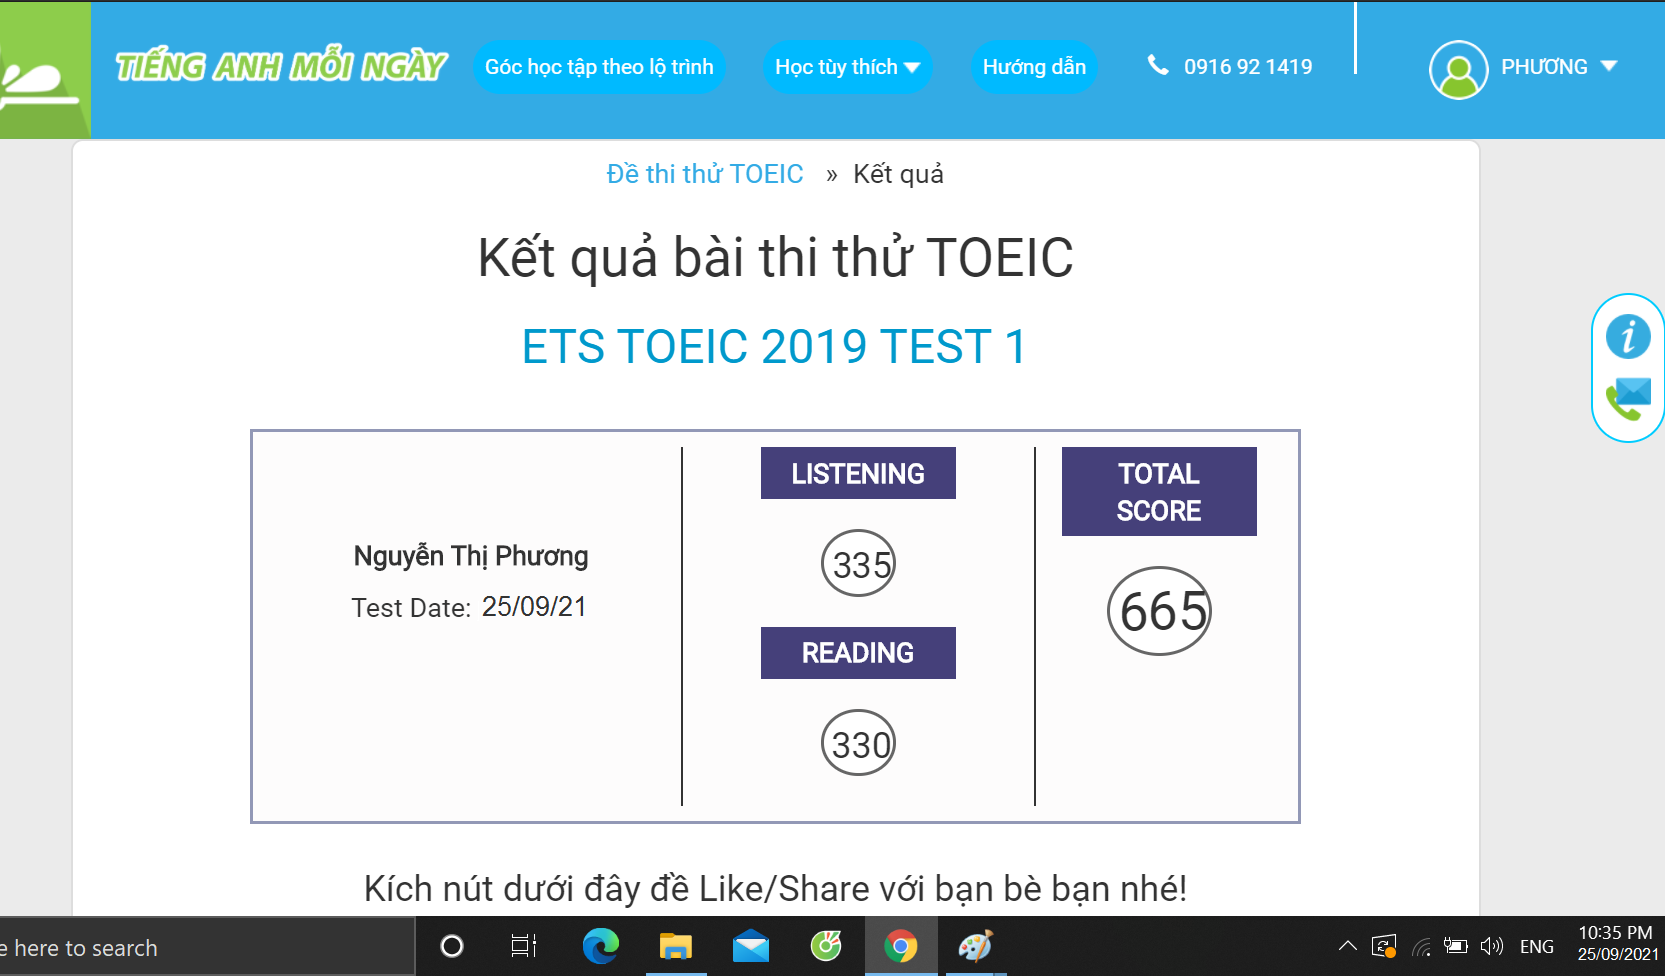 TIẾNG ANH MỖI NGÀY
Góc học tập theo lộ trình
Học tùy thích
Hướng dẫn
0916 92 1419
PHƯƠNG
Đề thi thử TOEIC » Kết quả
Kết quả bài thi thử TOEIC
ETS TOEIC 2019 TEST 1
Nguyễn Thị Phương
Test Date: 25/09/21
LISTENING
335
READING
330
TOTAL
SCORE
665
Kích nút dưới đây đề Like/Share với bạn bè bạn nhé!
e here to search
ENG
10:35 PM
25/09/2021